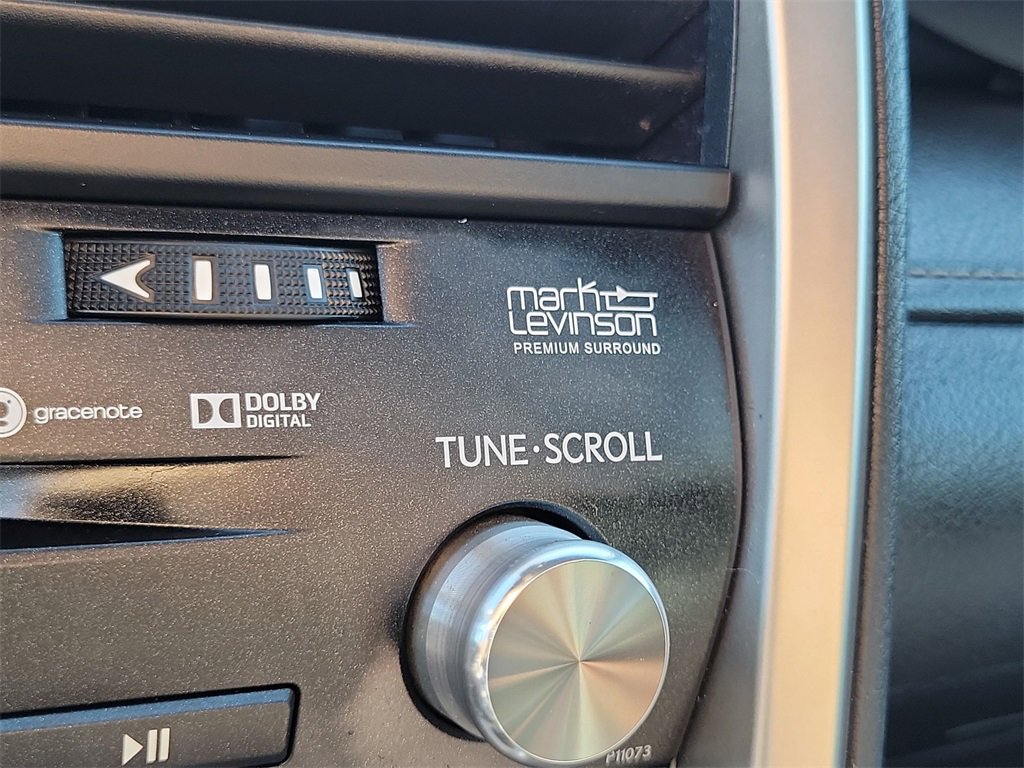 mark
Levinson
PREMIUM SURROUND
gracenote
DOLBY
DIGITAL
TUNE·SCROLL
P11073